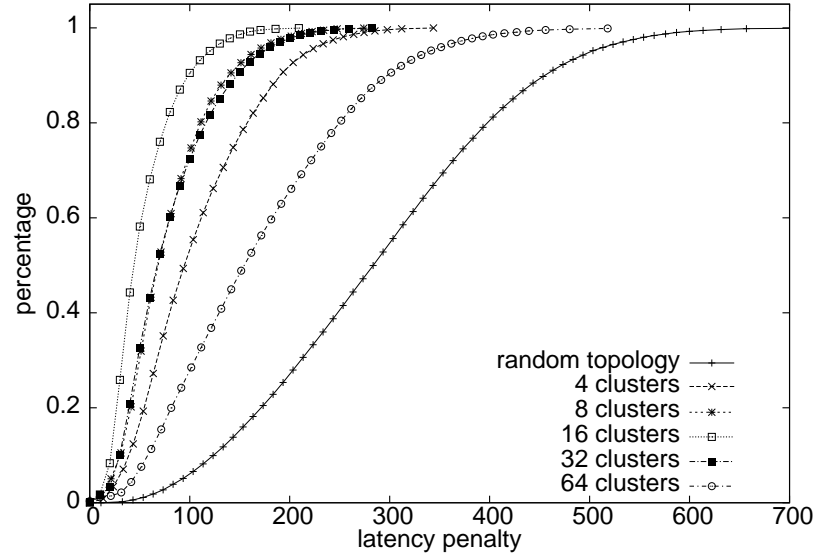 1
0.8
0.6
0.4
0.2
0
percentage
random topology
4 clusters
8 clusters
16 clusters
32 clusters
64 clusters
0 100 200 300 400 500 600 700
latency penalty